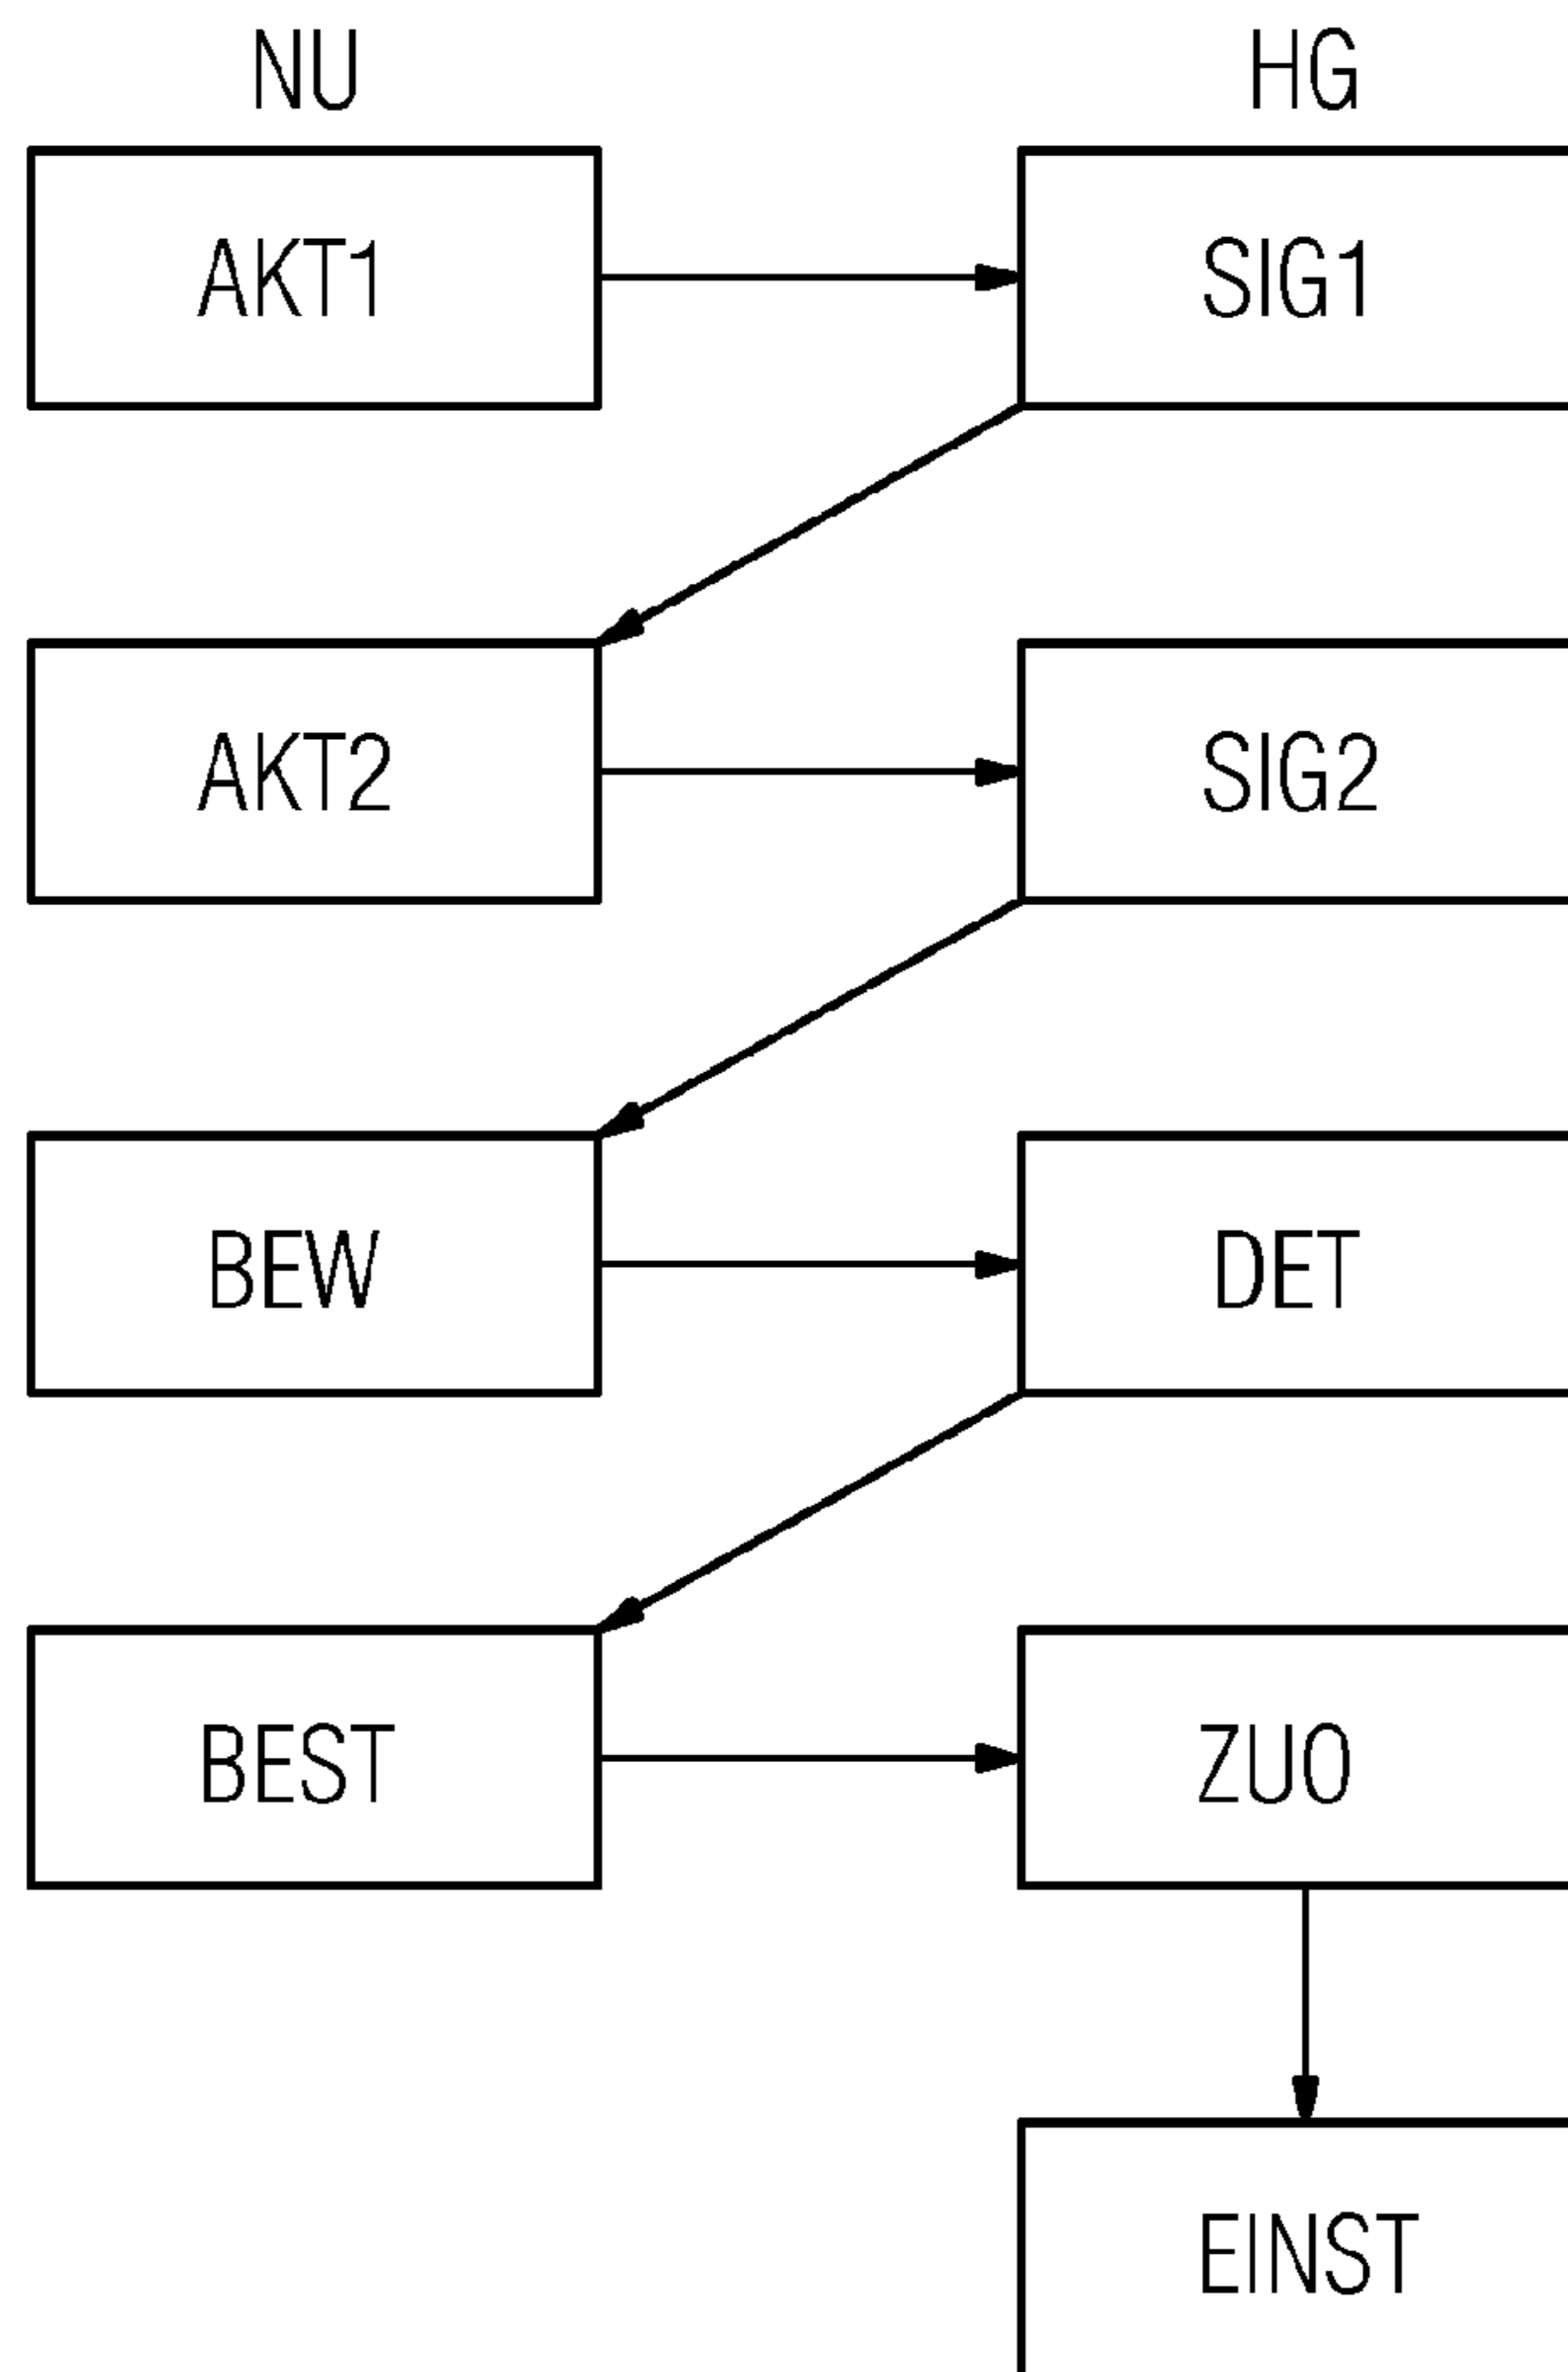 NU HG
AKT1 SIG1
AKT2 SIG2
BEW DET
BEST ZUO
EINST